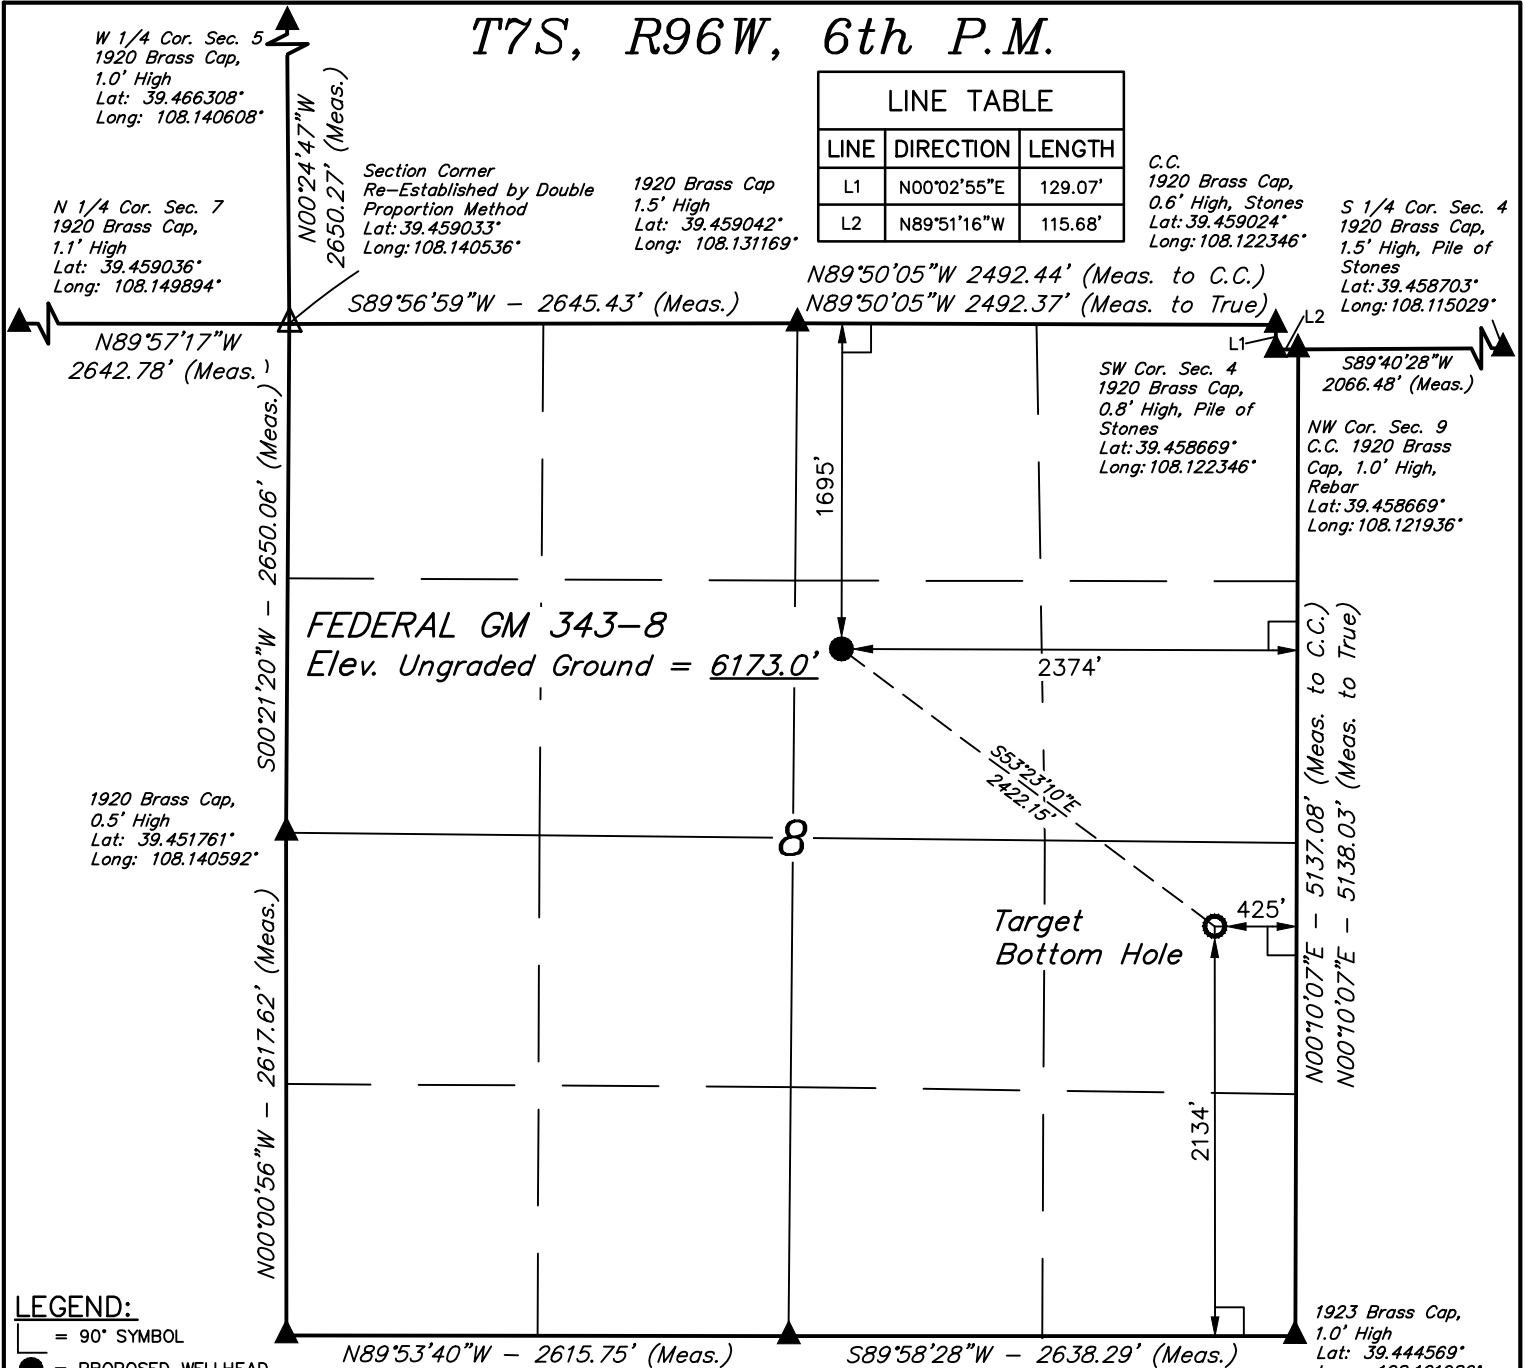 T7S, R96W, 6th P.M.
W 1/4 Cor. Sec. 5
1920 Brass Cap,
1.0' High
Lat: 39.466308°
Long: 108.140608°
N00°24'47"W
2650.27' (Meas.)
LINE TABLE
LINE DIRECTION LENGTH
L1 N00°02'55"E 129.07'
L2 N89°51'16"W 115.68'
N 1/4 Cor. Sec. 7
1920 Brass Cap,
1.1' High
Lat: 39.459036°
Long: 108.149894°
Section Corner
Re-Established by Double
Proportion Method
Lat: 39.459033°
Long: 108.140536°
1920 Brass Cap
1.5' High
Lat: 39.459042°
Long: 108.131169°
C.C.
1920 Brass Cap,
0.6' High, Stones
Lat: 39.459024°
Long: 108.122346°
S 1/4 Cor. Sec. 4
1920 Brass Cap,
1.5' High, Pile of
Stones
Lat: 39.458703°
Long: 108.115029°
S89°56'59"W - 2645.43' (Meas.)
N89°50'05"W 2492.44' (Meas. to C.C.)
N89°50'05"W 2492.37' (Meas. to True)
L2
L1
N89°57'17"W
2642.78' (Meas.)
S89°40'28"W
2066.48' (Meas.)
SW Cor. Sec. 4
1920 Brass Cap,
0.8' High, Pile of
Stones
Lat: 39.458669°
Long: 108.122346°
NW Cor. Sec. 9
C.C. 1920 Brass
Cap, 1.0' High,
Rebar
Lat: 39.458669°
Long: 108.121936°
S00°21'20"W - 2650.06' (Meas.)
1695'
FEDERAL GM 343-8
Elev. Ungraded Ground = 6173.0'
2374'
S53°23'10"E
2422.15'
N00°10'07"E - 5137.08' (Meas. to C.C.)
N00°10'07"E - 5138.03' (Meas. to True)
1920 Brass Cap,
0.5' High
Lat: 39.451761°
Long: 108.140592°
8
Target
Bottom Hole
425'
2134'
N00°00'56"W - 2617.62' (Meas.)
LEGEND:
= 90° SYMBOL
= PROPOSED WELLHEAD
N89°53'40"W - 2615.75' (Meas.)
S89°58'28"W - 2638.29' (Meas.)
1923 Brass Cap,
1.0' High
Lat: 39.444569°